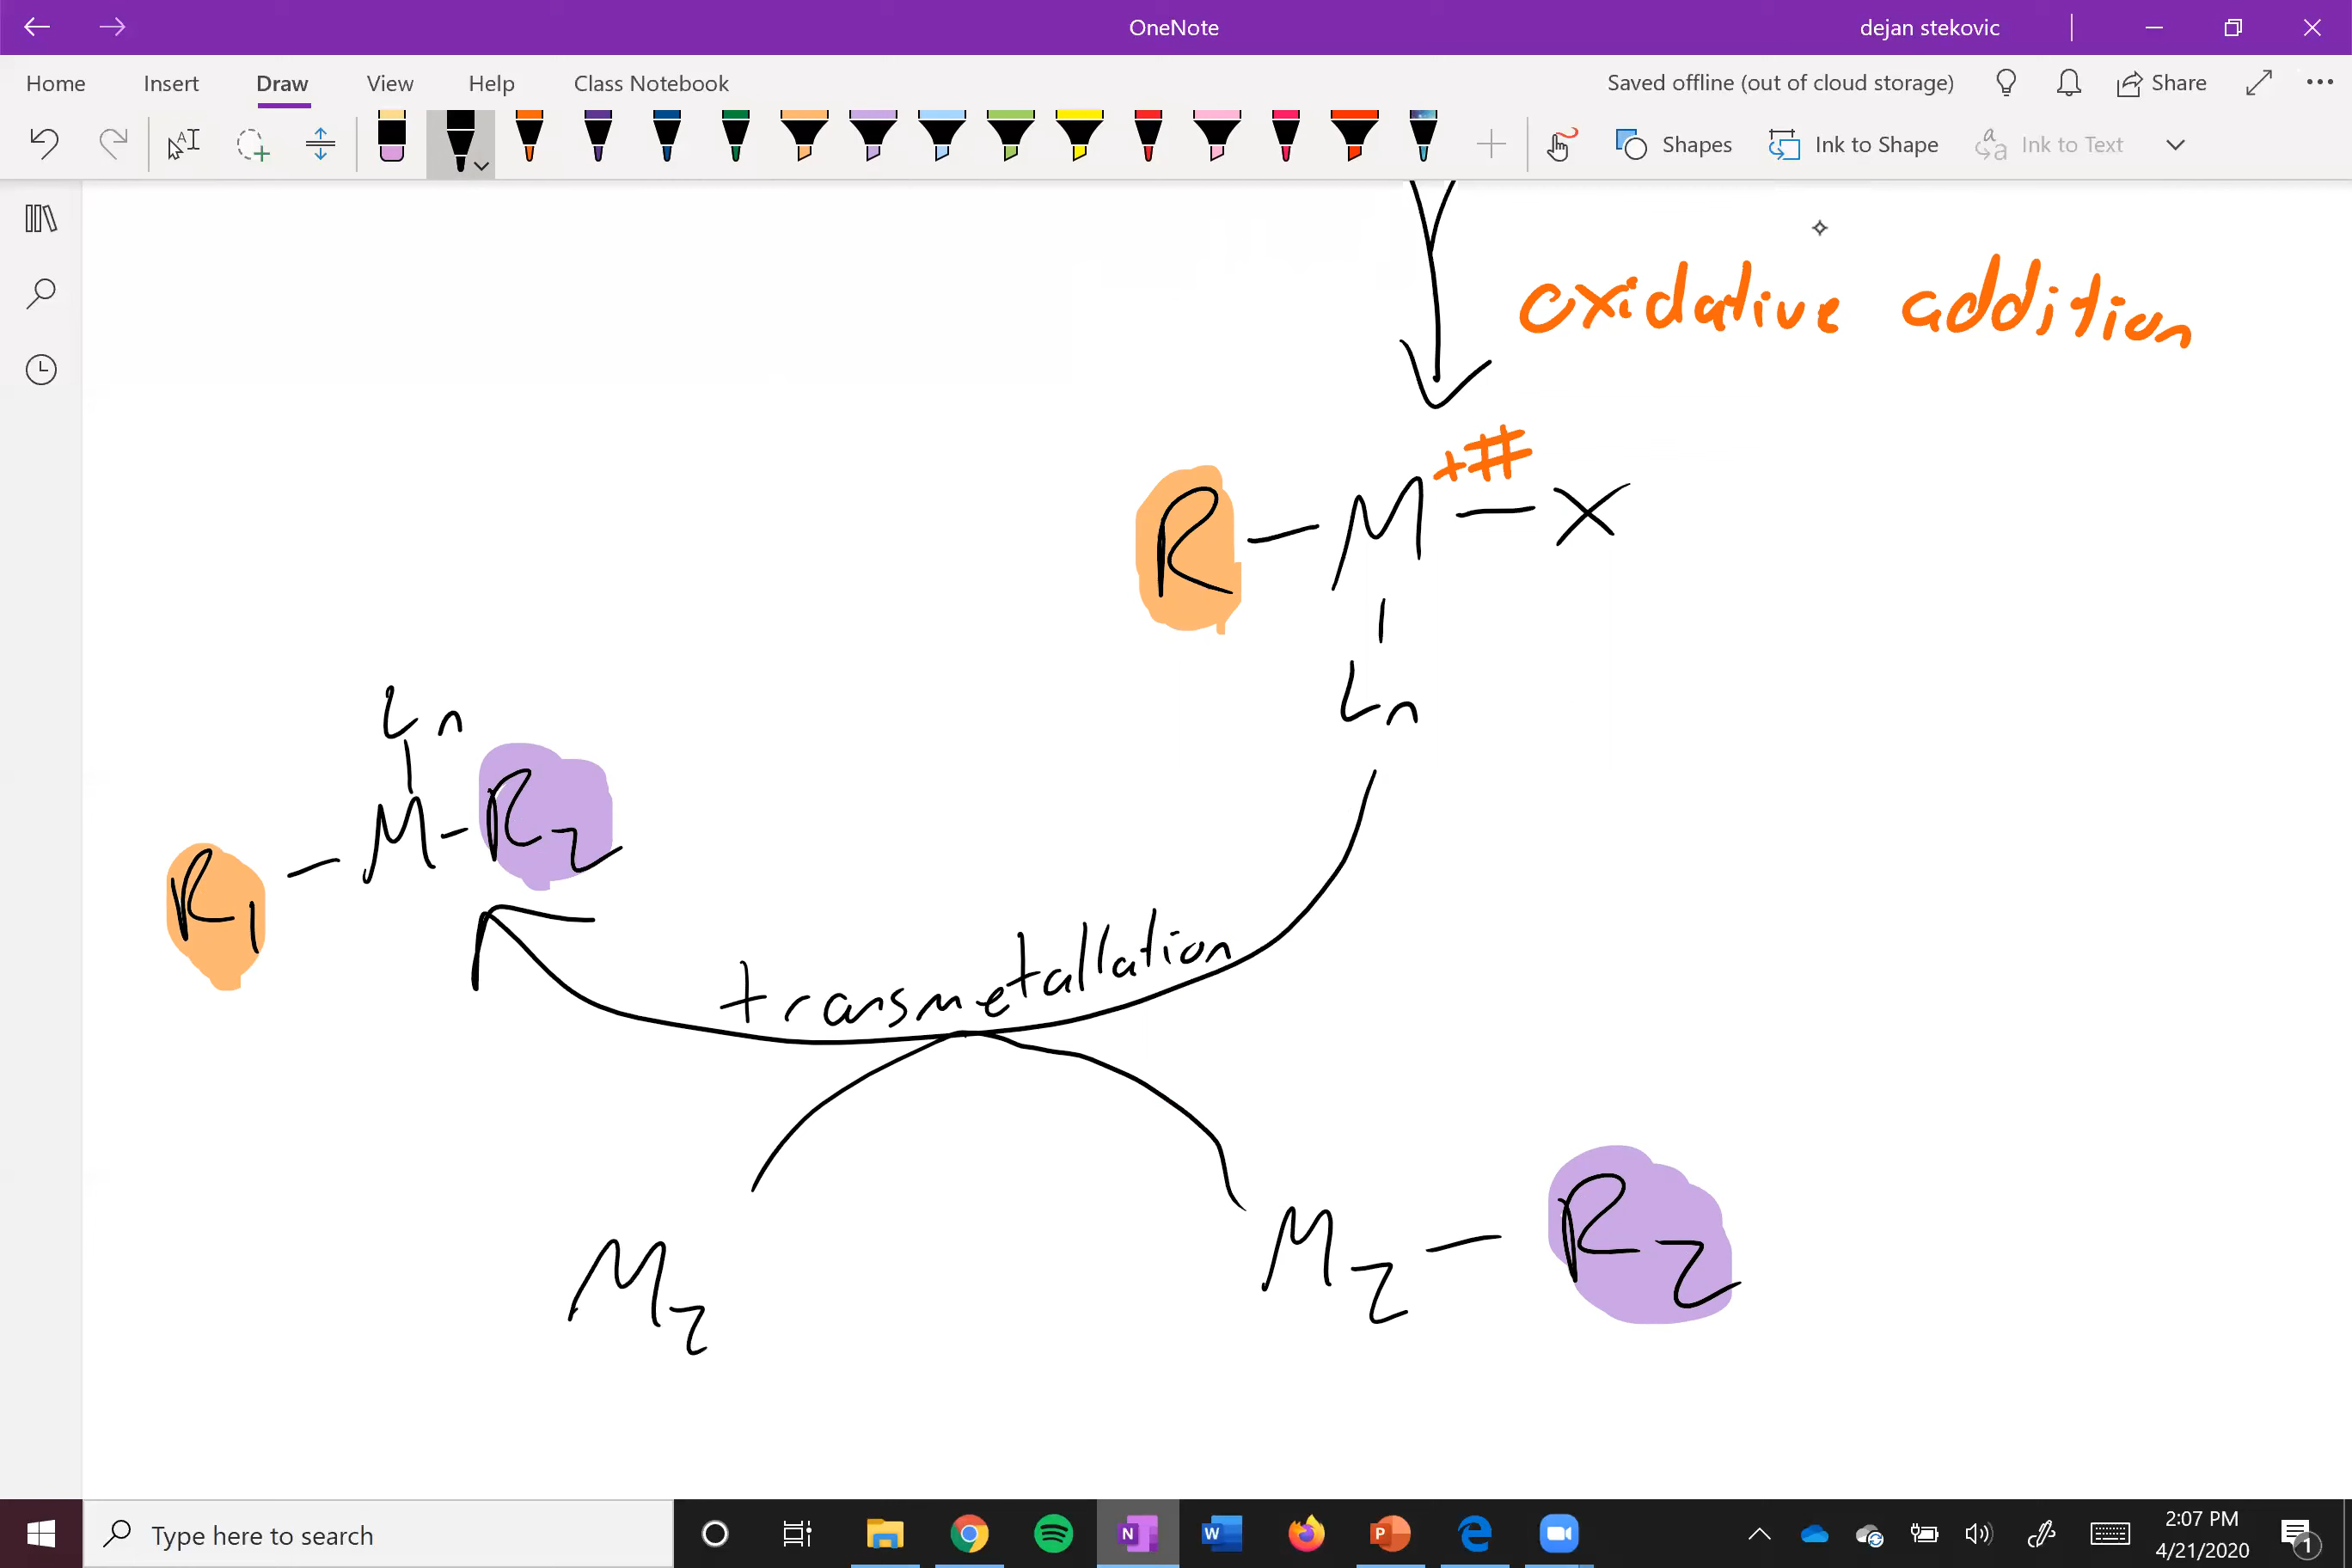 OneNote
dejan stekovic
Home Insert Draw View Help Class Notebook
Saved offline (out of cloud storage)
Share
Shapes
Ink to Shape
Ink to Text
oxidative addition
+#
R - M - X
Ln
Ln
R1 - M - R2
transmetallation
M2 - R2
M2
Type here to search
2:07 PM
4/21/2020
1